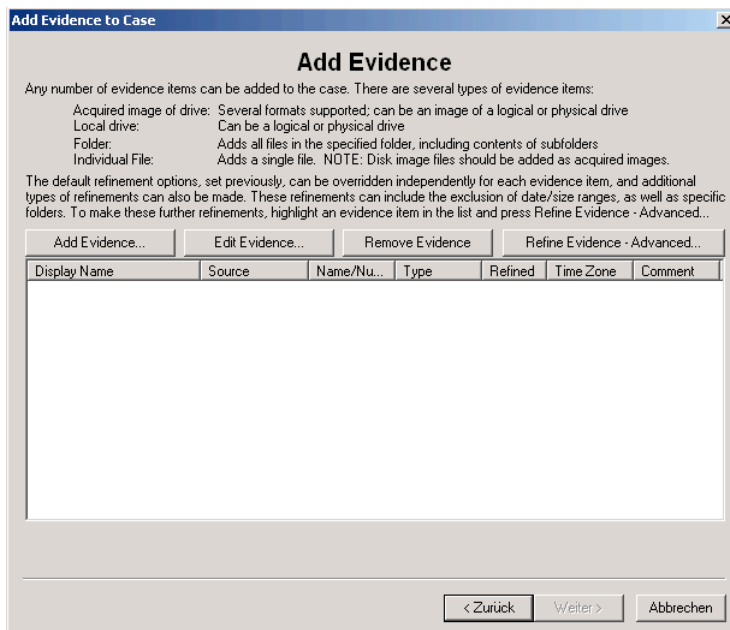 Add Evidence to Case
Add Evidence
Any number of evidence items can be added to the case. There are several types of evidence items:
Acquired image of drive: Several formats supported; can be an image of a logical or physical drive
Local drive: Can be a logical or physical drive
Folder: Adds all files in the specified folder, including contents of subfolders
Individual File: Adds a single file. NOTE: Disk image files should be added as acquired images.
The default refinement options, set previously, can be overridden independently for each evidence item, and additional
types of refinements can also be made. These refinements can include the exclusion of date/size ranges, as well as specific
folders. To make these further refinements, highlight an evidence item in the list and press Refine Evidence - Advanced...
Add Evidence... Edit Evidence... Remove Evidence Refine Evidence - Advanced...
Display Name Source Name/Nu... Type Refined Time Zone Comment
< Zurück Weiter > Abbrechen